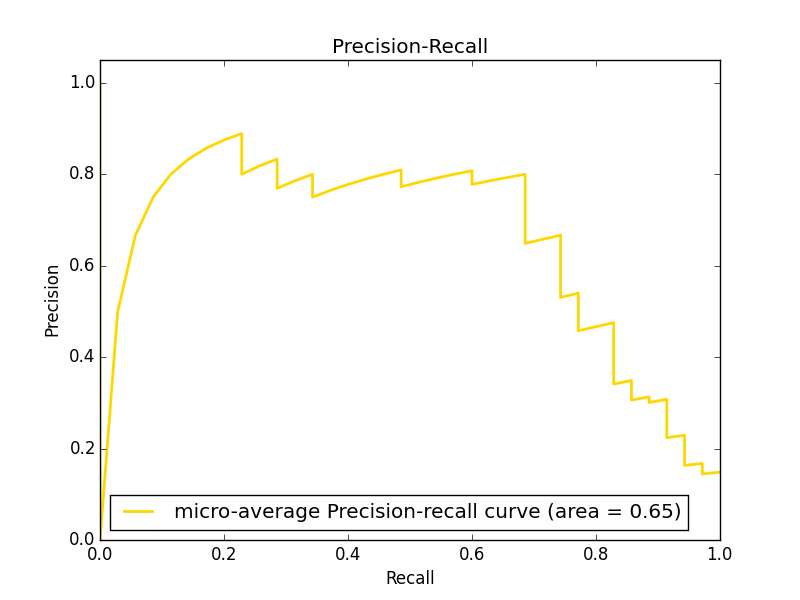 Precision-Recall
1.0
0.8
0.6
0.4
0.2
0.0
Precision
micro-average Precision-recall curve (area = 0.65)
0.0 0.2 0.4 0.6 0.8 1.0
Recall